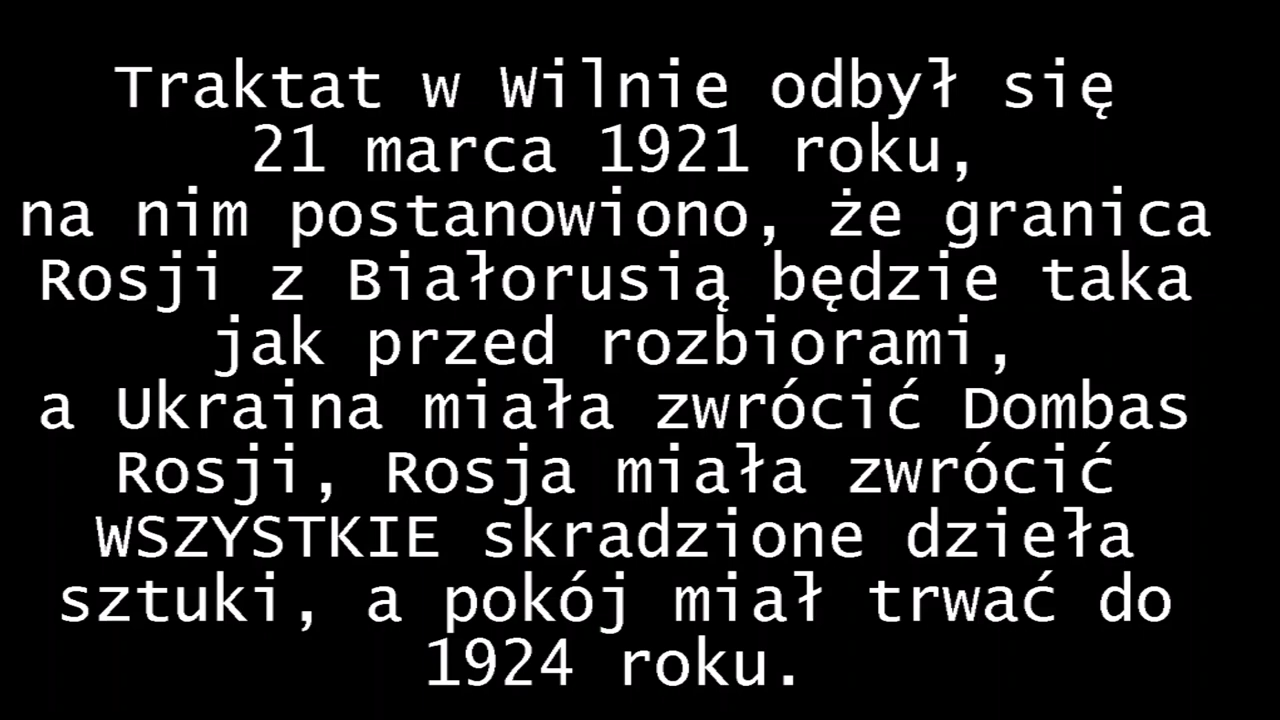 Traktat w Wilnie odbył się
21 marca 1921 roku,
na nim postanowiono, że granica
Rosji z Białorusią będzie taka
jak przed rozbiorami,
a Ukraina miała zwrócić Dombas
Rosji, Rosja miała zwrócić
WSZYSTKIE skradzione dzieła
sztuki, a pokój miał trwać do
1924 roku.